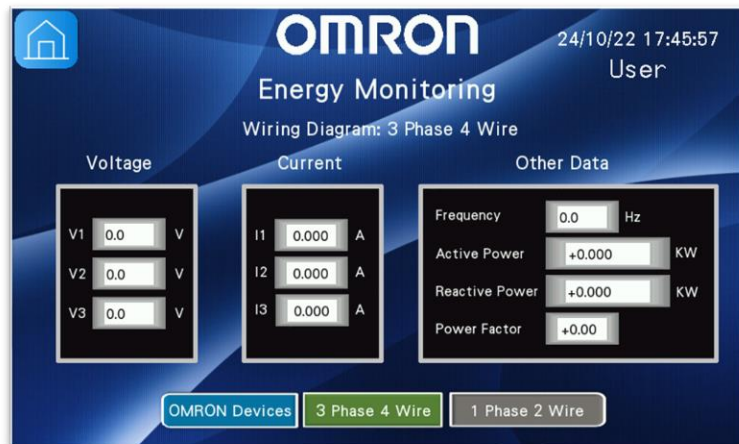 OMRON
24/10/22 17:45:57
User
Energy Monitoring
Wiring Diagram: 3 Phase 4 Wire
Voltage
V1 0.0 V
V2 0.0 V
V3 0.0 V
Current
I1 0.000 A
I2 0.000 A
I3 0.000 A
Other Data
Frequency 0.0 Hz
Active Power +0.000 KW
Reactive Power +0.000 KW
Power Factor +0.00
OMRON Devices
3 Phase 4 Wire
1 Phase 2 Wire